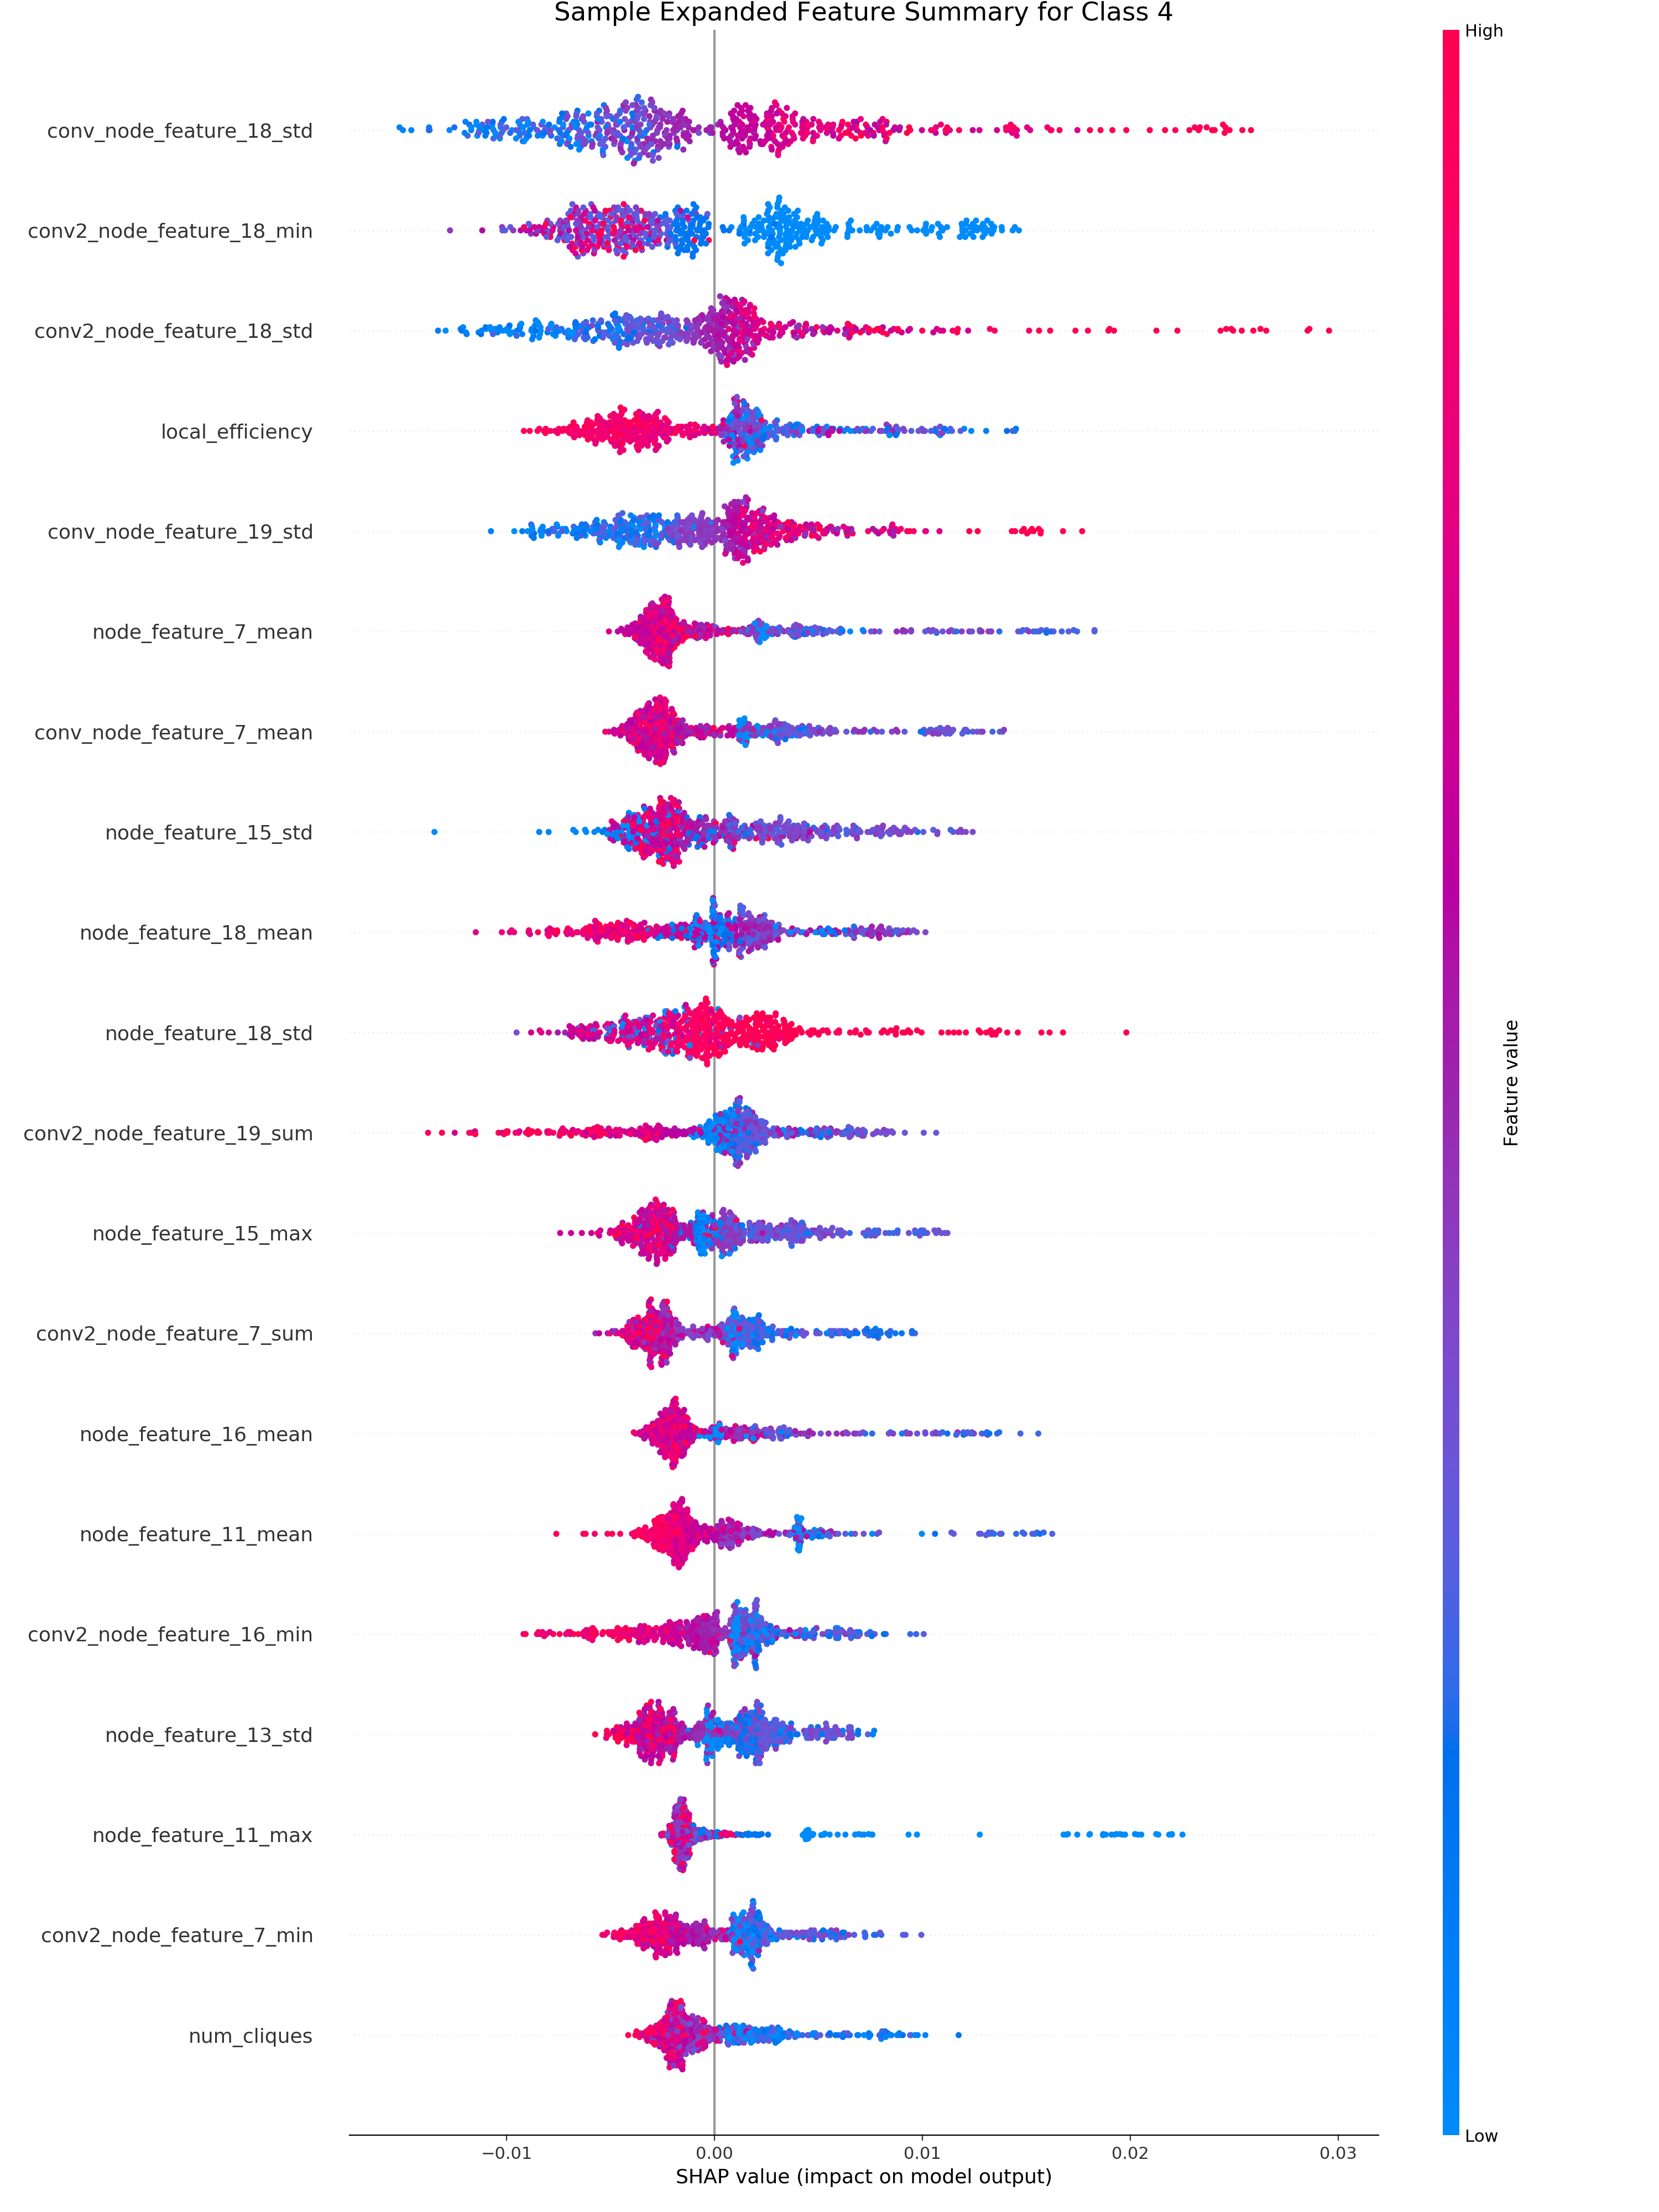 Sample Expanded Feature Summary for Class 4
High
conv_node_feature_18_std
conv2_node_feature_18_min
conv2_node_feature_18_std
local_efficiency
conv_node_feature_19_std
node_feature_7_mean
conv_node_feature_7_mean
node_feature_15_std
node_feature_18_mean
node_feature_18_std
conv2_node_feature_19_sum
node_feature_15_max
conv2_node_feature_7_sum
node_feature_16_mean
node_feature_11_mean
conv2_node_feature_16_min
node_feature_13_std
node_feature_11_max
conv2_node_feature_7_min
num_cliques
Feature value
Low
−0.01 0.00 0.01 0.02 0.03
SHAP value (impact on model output)